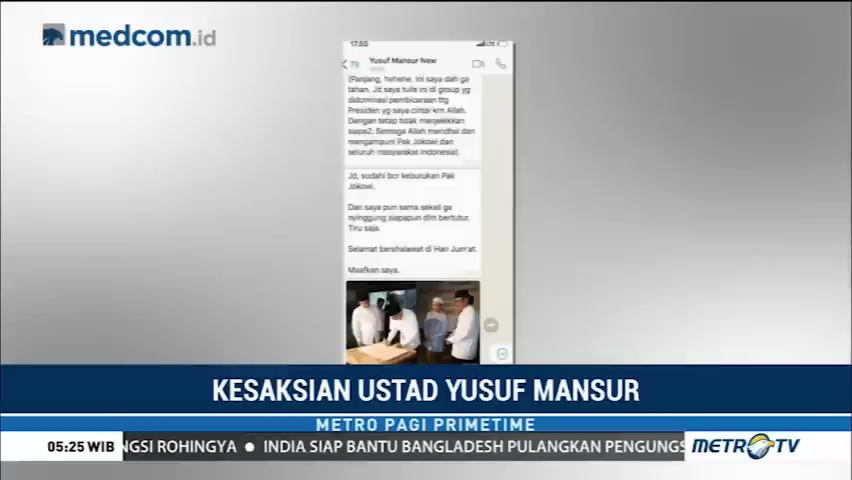 medcom.id
17:50
LTE
79
Yusuf Mansur New
(Panjang, hehehe. Ini saya dah ga
tahan. Jd saya tulis ini di group yg
didominasi pembicaraan ttg
Presiden yg saya cintai krn Allah.
Dengan tetap tidak menjelekkan
siapa2. Semoga Allah meridhai dan
mengampuni Pak Jokowi dan
seluruh masyarakat Indonesia).
Jd, sudahi bcr keburukan Pak
Jokowi.
Dan saya pun sama sekali ga
nyinggung siapapun dlm bertutur.
Tiru saja.
Selamat bershalawat di Hari Jum'at.
Maafkan saya.
KESAKSIAN USTAD YUSUF MANSUR
METRO PAGI PRIMETIME
05:25 WIB
NGSI ROHINGYA ● INDIA SIAP BANTU BANGLADESH PULANGKAN PENGUNGS
METRO TV